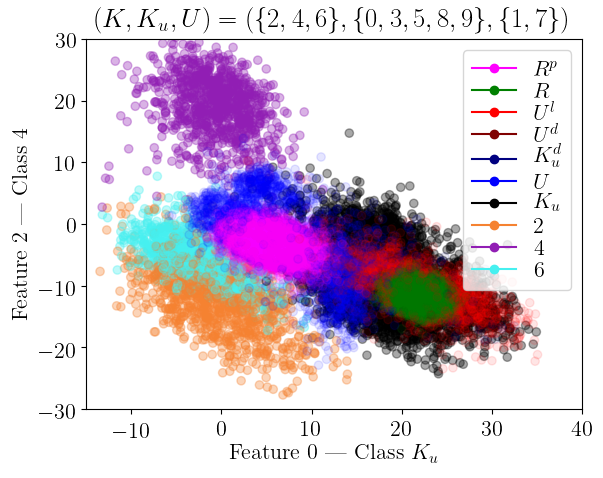 (K, K_u, U) = ({2, 4, 6}, {0, 3, 5, 8, 9}, {1, 7})
30
20
10
0
−10
−20
−30
Feature 2 — Class 4
R^p
R
U^l
U^d
K_u^d
U
K_u
2
4
6
−10
0
10
20
30
40
Feature 0 — Class K_u